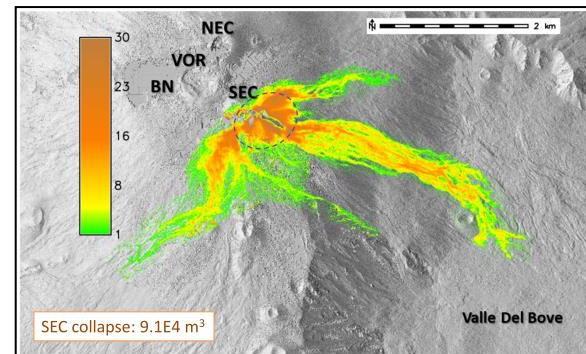 30
23
16
8
1
NEC
VOR
BN
SEC
N
2 km
SEC collapse: 9.1E4 m³
Valle Del Bove